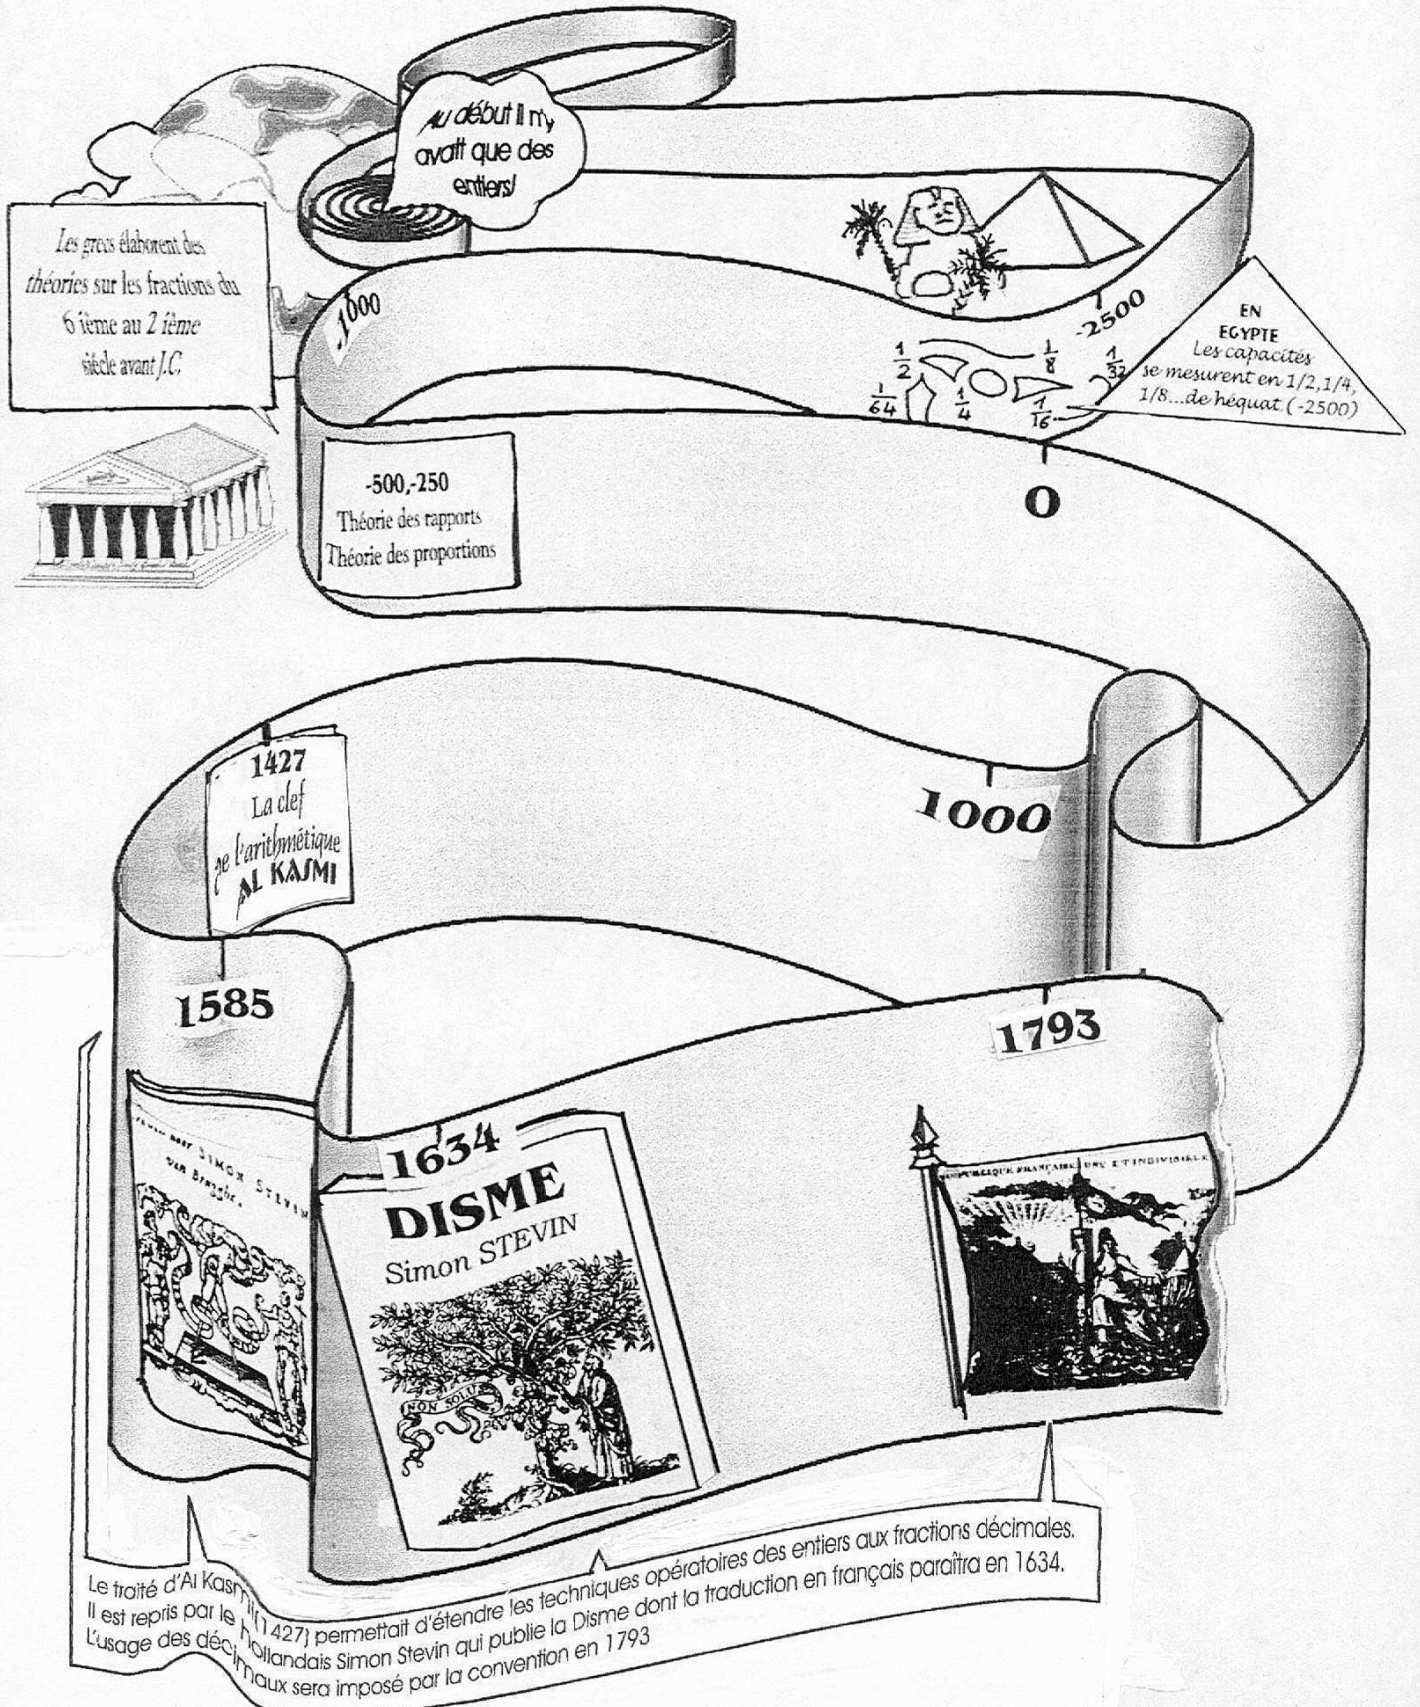 Au début il n'y
avait que des
entiers!
Les grecs élaborent des
théories sur les fractions du
6 ième au 2 ième
siécle avant J.C.
-1000
-2500
EN
EGYPTE
Les capacités
se mesurent en 1/2,1/4,
1/8...de héquat.(-2500)
1/2
1/8
1/32
1/64
1/4
1/16
-500,-250
Théorie des rapports
Théorie des proportions
0
1000
1427
La clef
de l'arithmétique
AL KASMI
1585
SIMON STEVIN
van Brugghe.
1634
DISME
Simon STEVIN
NON SOLU
1793
REPUBLIQUE FRANÇAISE UNE ET INDIVISIBLE
Le traité d'Al Kasmi(1427) permettait d'étendre les techniques opératoires des entiers aux fractions décimales.
Il est repris par le hollandais Simon Stevin qui publie la Disme dont la traduction en français paraîtra en 1634.
L'usage des décimaux sera imposé par la convention en 1793